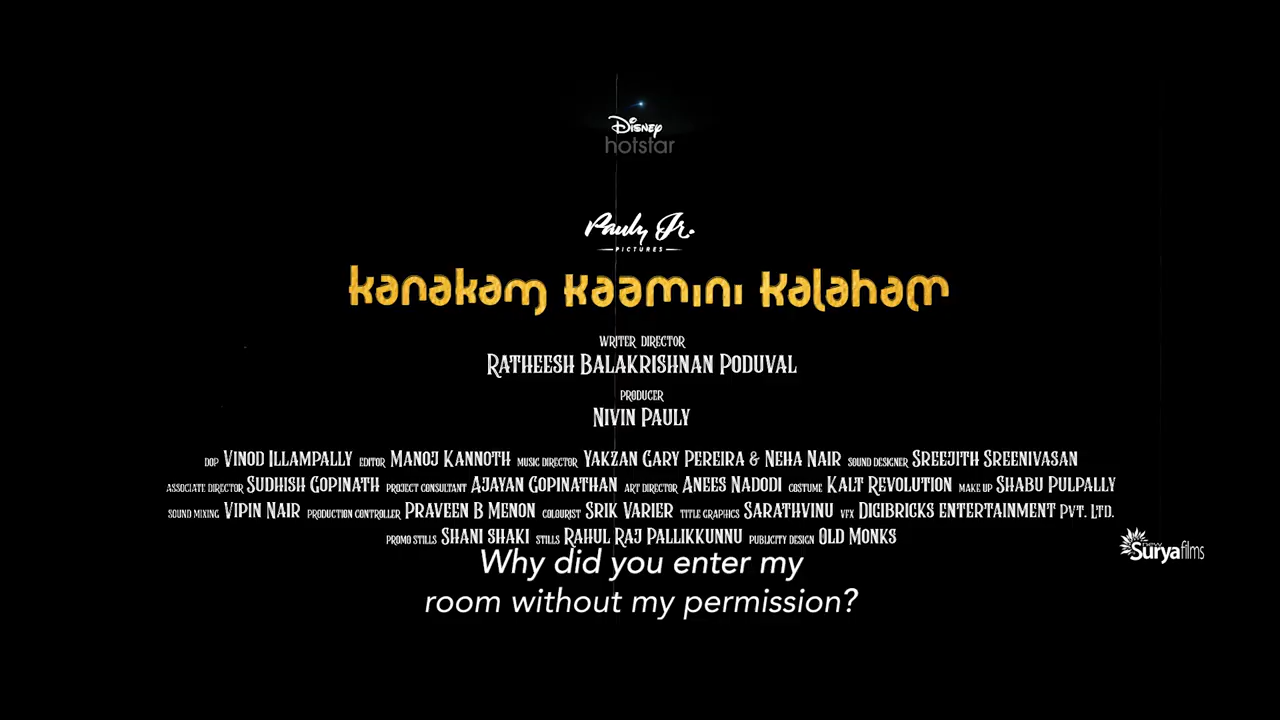 Disney
hotstar
Pauly Jr.
PICTURES
kanakam kaamini kalaham
WRITER DIRECTOR
RATHEESH BALAKRISHNAN PODUVAL
PRODUCER
NIVIN PAULY
DOP VINOD ILLAMPALLY EDITOR MANOJ KANNOTH MUSIC DIRECTOR YAKZAN GARY PEREIRA & NEHA NAIR SOUND DESIGNER SREEJITH SREENIVASAN
ASSOCIATE DIRECTOR SUDHISH GOPINATH PROJECT CONSULTANT AJAYAN GOPINATHAN ART DIRECTOR ANEES NADODI COSTUME KALT REVOLUTION MAKE UP SHABU PULPALLY
SOUND MIXING VIPIN NAIR PRODUCTION CONTROLLER PRAVEEN B MENON COLOURIST SRIK VARIER TITLE GRAPHICS SARATHVINU VFX DIGIBRICKS ENTERTAINMENT PVT. LTD.
PROMO STILLS SHANI SHAKI STILLS RAHUL RAJ PALLIKKUNNU PUBLICITY DESIGN OLD MONKS
NEW
Suryafilms
Why did you enter my
room without my permission?